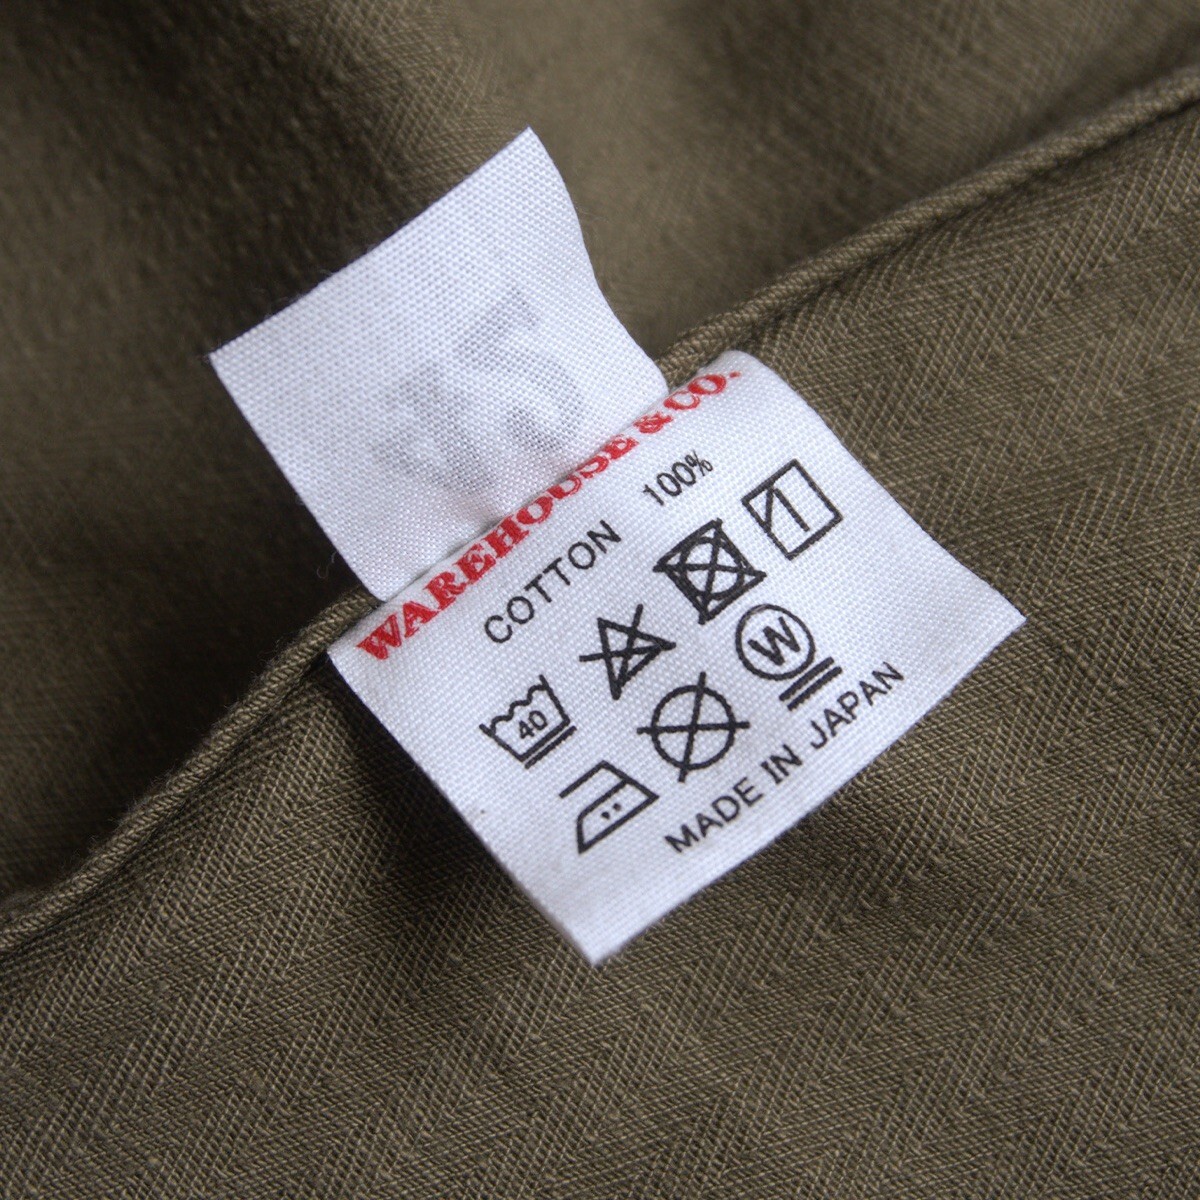 WAREHOUSE & CO.
COTTON 100%
40
W
MADE IN JAPAN